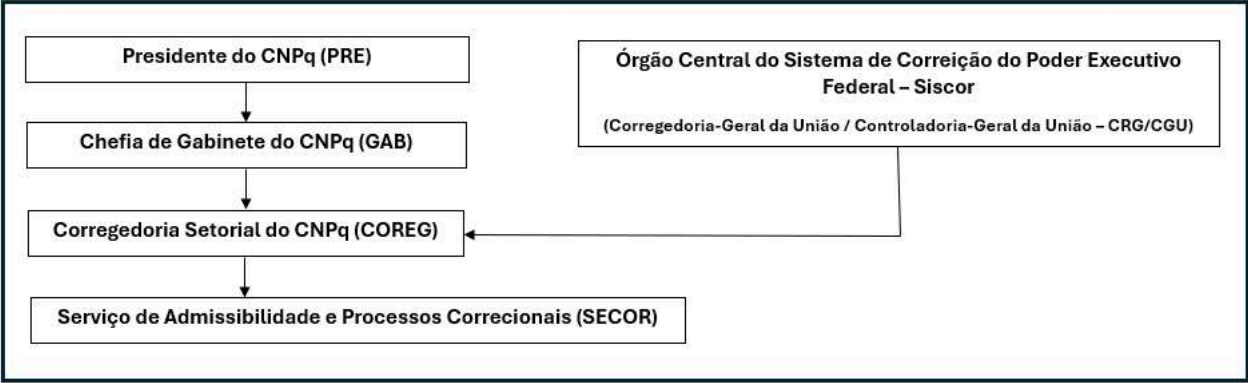 Presidente do CNPq (PRE)
Chefia de Gabinete do CNPq (GAB)
Corregedoria Setorial do CNPq (COREG)
Serviço de Admissibilidade e Processos Correcionais (SECOR)
Órgão Central do Sistema de Correição do Poder Executivo
Federal – Siscor
(Corregedoria-Geral da União / Controladoria-Geral da União – CRG/CGU)